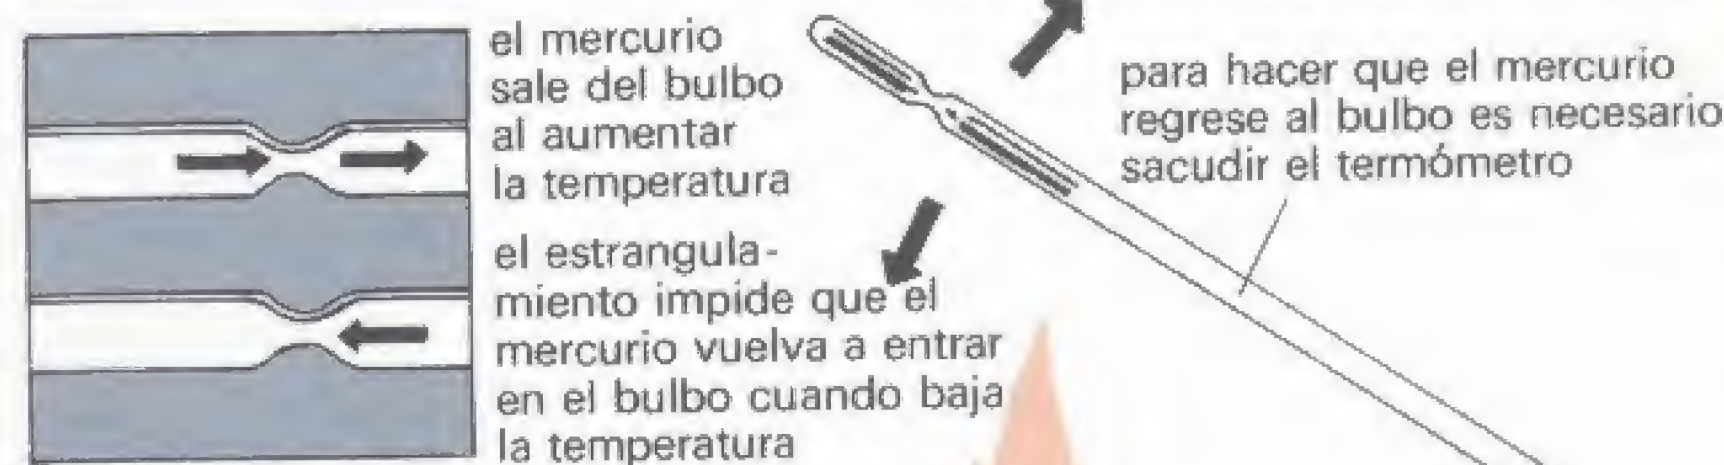 el mercurio
sale del bulbo
al aumentar
la temperatura
el estrangula-
miento impide que el
mercurio vuelva a entrar
en el bulbo cuando baja
la temperatura
para hacer que el mercurio
regrese al bulbo es necesario
sacudir el termómetro